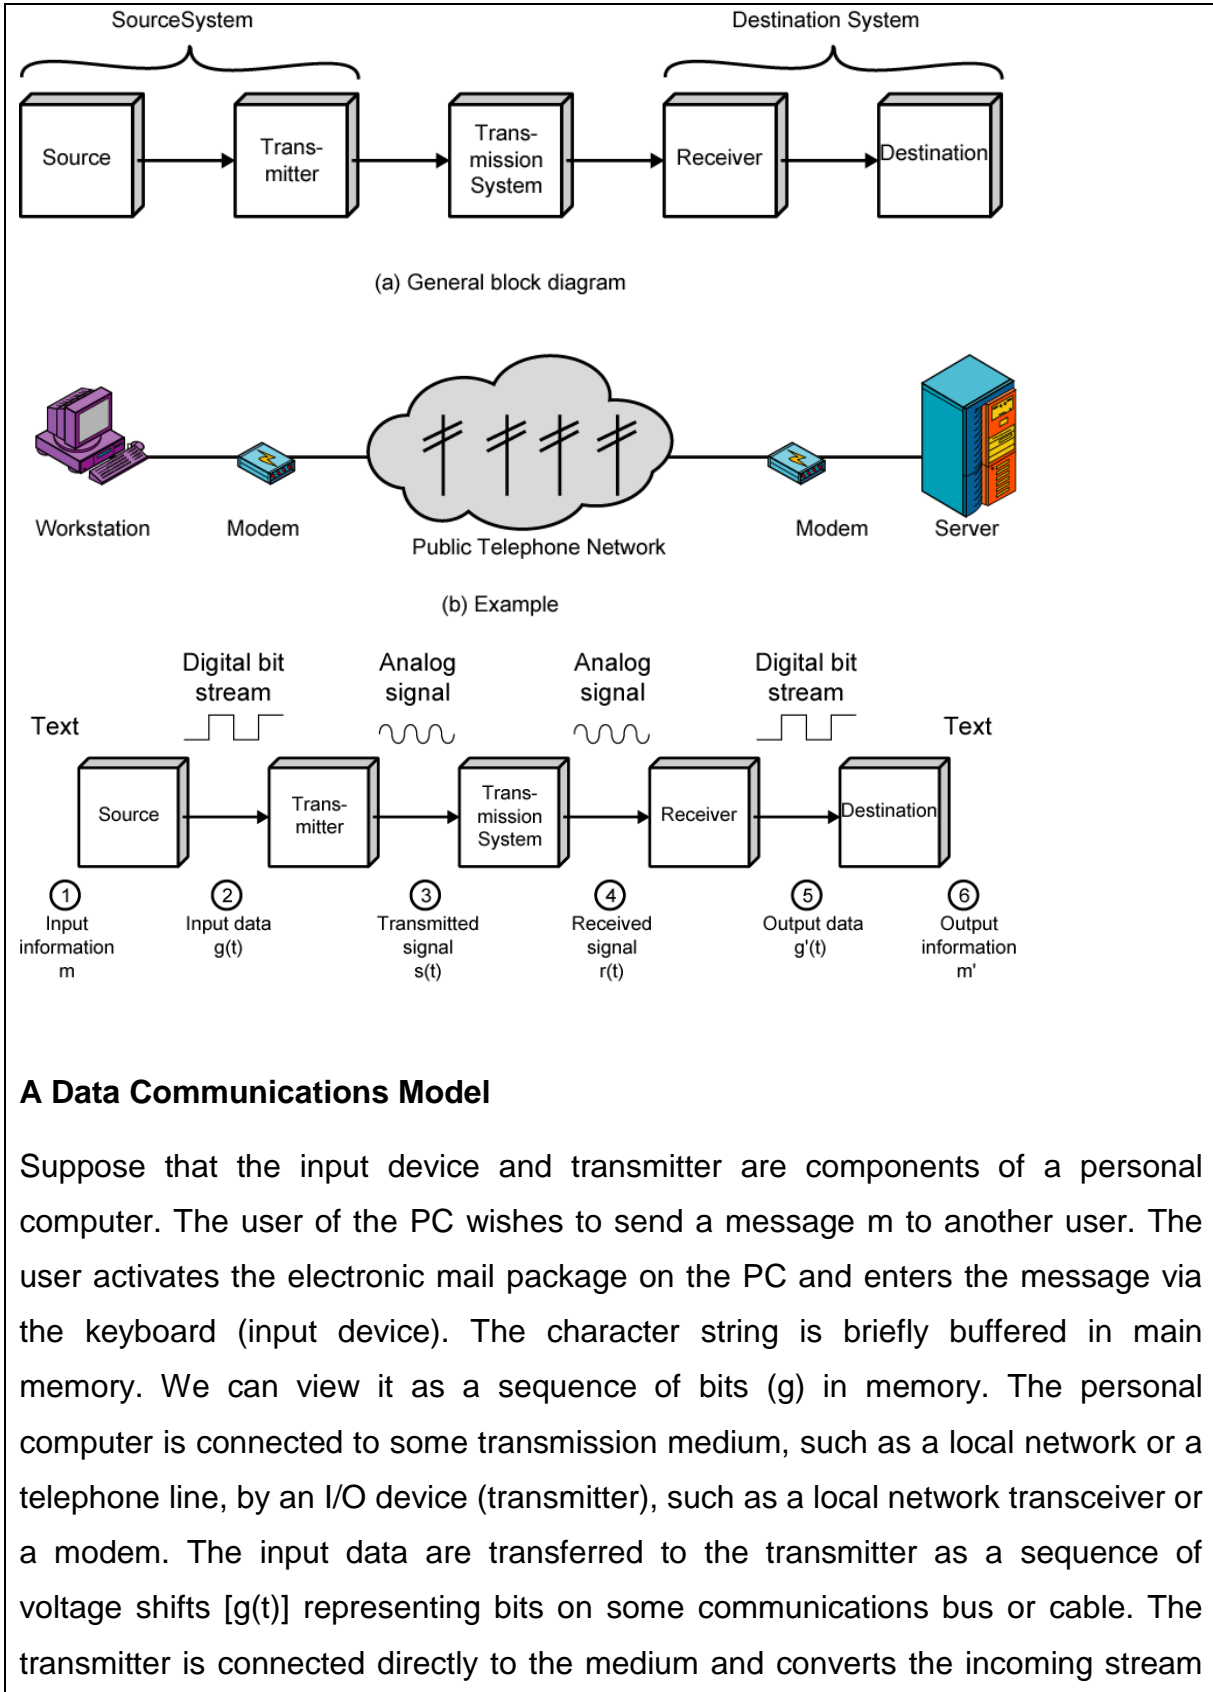 SourceSystem
Destination System
Source
Trans-
mitter
Trans-
mission
System
Receiver
Destination
(a) General block diagram
Workstation
Modem
Public Telephone Network
Modem
Server
(b) Example
Digital bit
stream
Analog
signal
Analog
signal
Digital bit
stream
Text
Text
Source
Trans-
mitter
Trans-
mission
System
Receiver
Destination
1
Input
information
m
2
Input data
g(t)
3
Transmitted
signal
s(t)
4
Received
signal
r(t)
5
Output data
g'(t)
6
Output
information
m'
A Data Communications Model
Suppose that the input device and transmitter are components of a personal
computer. The user of the PC wishes to send a message m to another user. The
user activates the electronic mail package on the PC and enters the message via
the keyboard (input device). The character string is briefly buffered in main
memory. We can view it as a sequence of bits (g) in memory. The personal
computer is connected to some transmission medium, such as a local network or a
telephone line, by an I/O device (transmitter), such as a local network transceiver or
a modem. The input data are transferred to the transmitter as a sequence of
voltage shifts [g(t)] representing bits on some communications bus or cable. The
transmitter is connected directly to the medium and converts the incoming stream